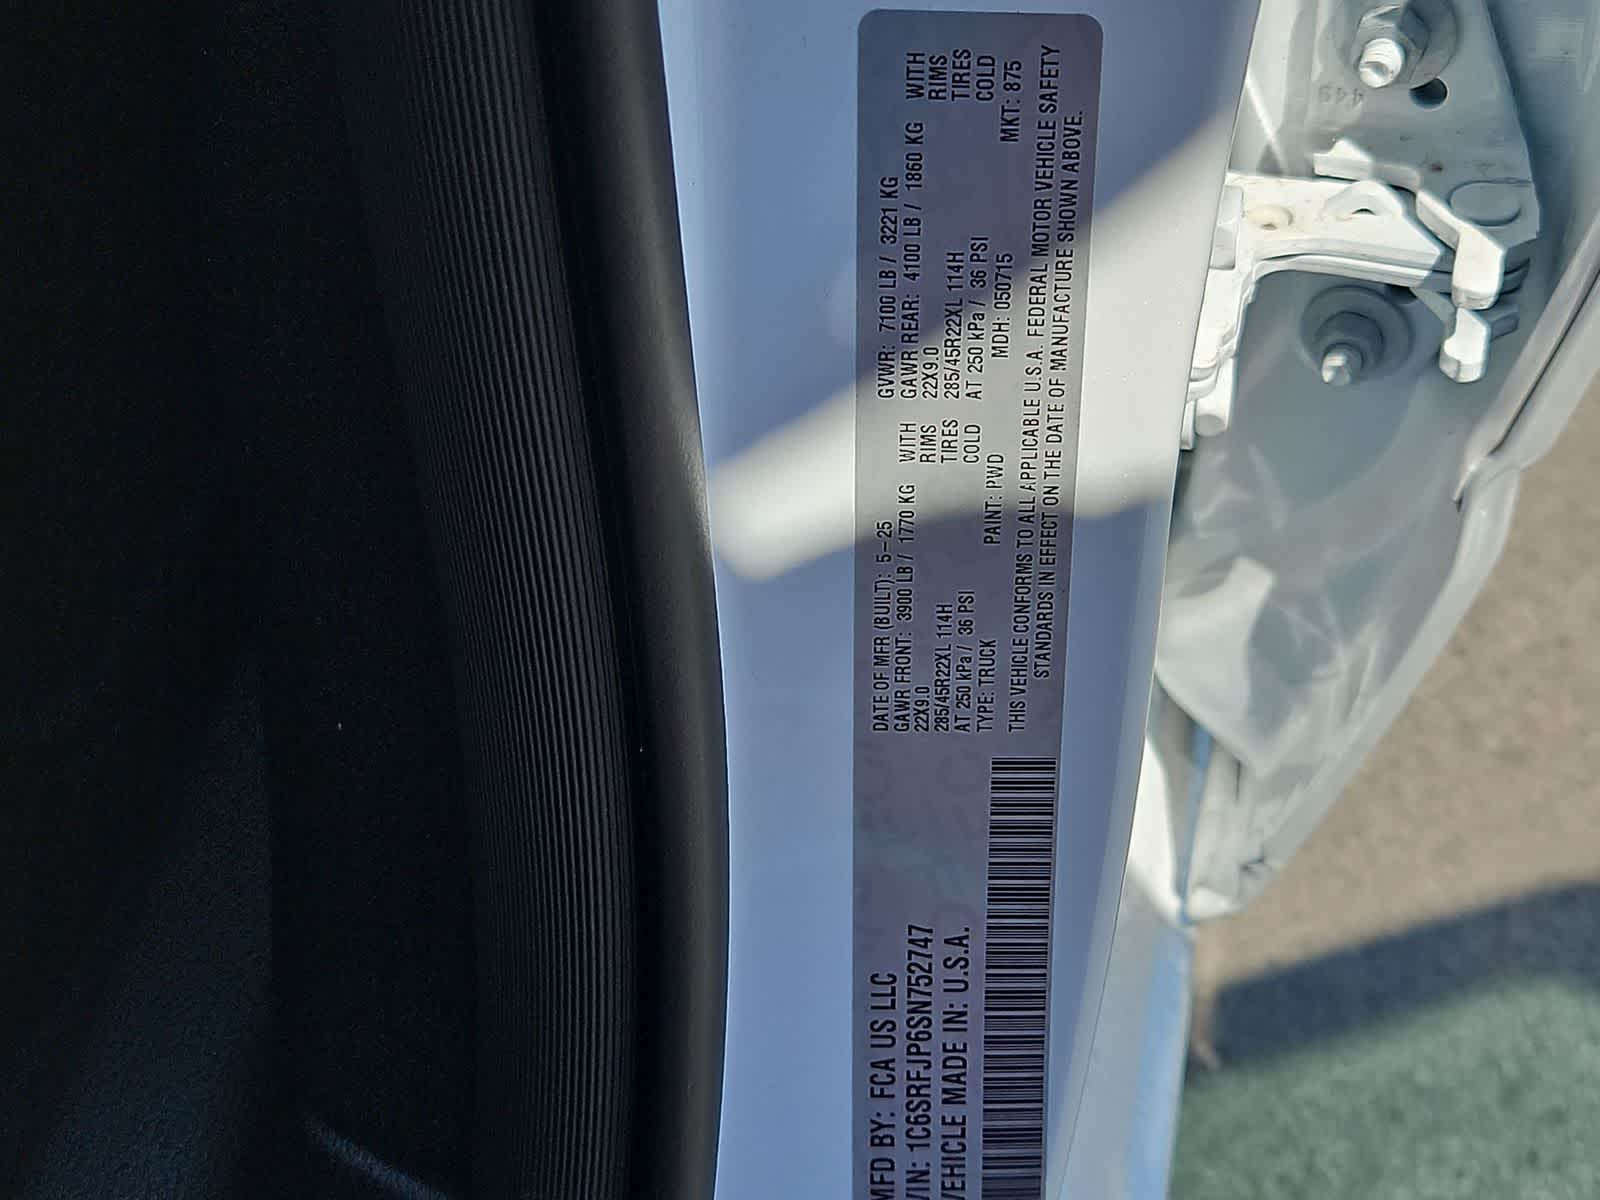 MFD BY: FCA US LLC
VIN: 1C6SRFJP6SN752747
VEHICLE MADE IN: U.S.A.
DATE OF MFR (BUILT): 5-25
GAWR FRONT: 3900 LB / 1770 KG WITH
22X9.0 RIMS
285/45R22XL 114H TIRES
AT 250 kPa / 36 PSI COLD
TYPE: TRUCK PAINT: PWD
GVWR: 7100 LB / 3221 KG
GAWR REAR: 4100 LB / 1860 KG WITH
22X9.0 RIMS
285/45R22XL 114H TIRES
AT 250 kPa / 36 PSI COLD
MDH: 050715 MKT: 875
THIS VEHICLE CONFORMS TO ALL APPLICABLE U.S.A. FEDERAL MOTOR VEHICLE SAFETY
STANDARDS IN EFFECT ON THE DATE OF MANUFACTURE SHOWN ABOVE.